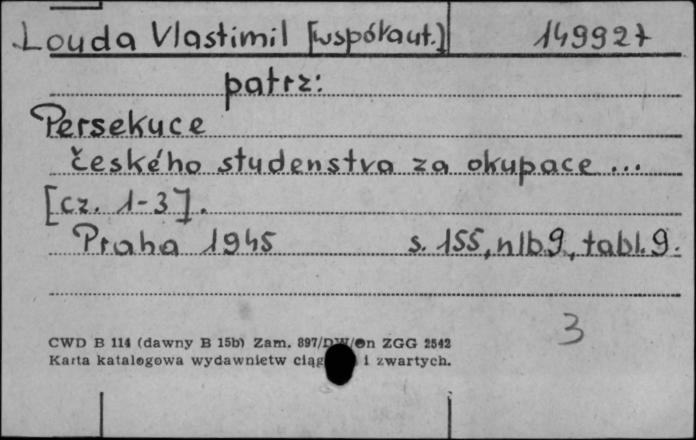 Louda Vlastimil [współaut.] 149927
patrz:
Persekuce
českého studenstva za okupace ...
[cz. 1-3].
Praha 1945 s. 155, nlb. 9, tabl. 9.
3
CWD B 114 (dawny B 15b) Zam. 897/DW/On ZGG 2542
Karta katalogowa wydawnictw i zwartych.